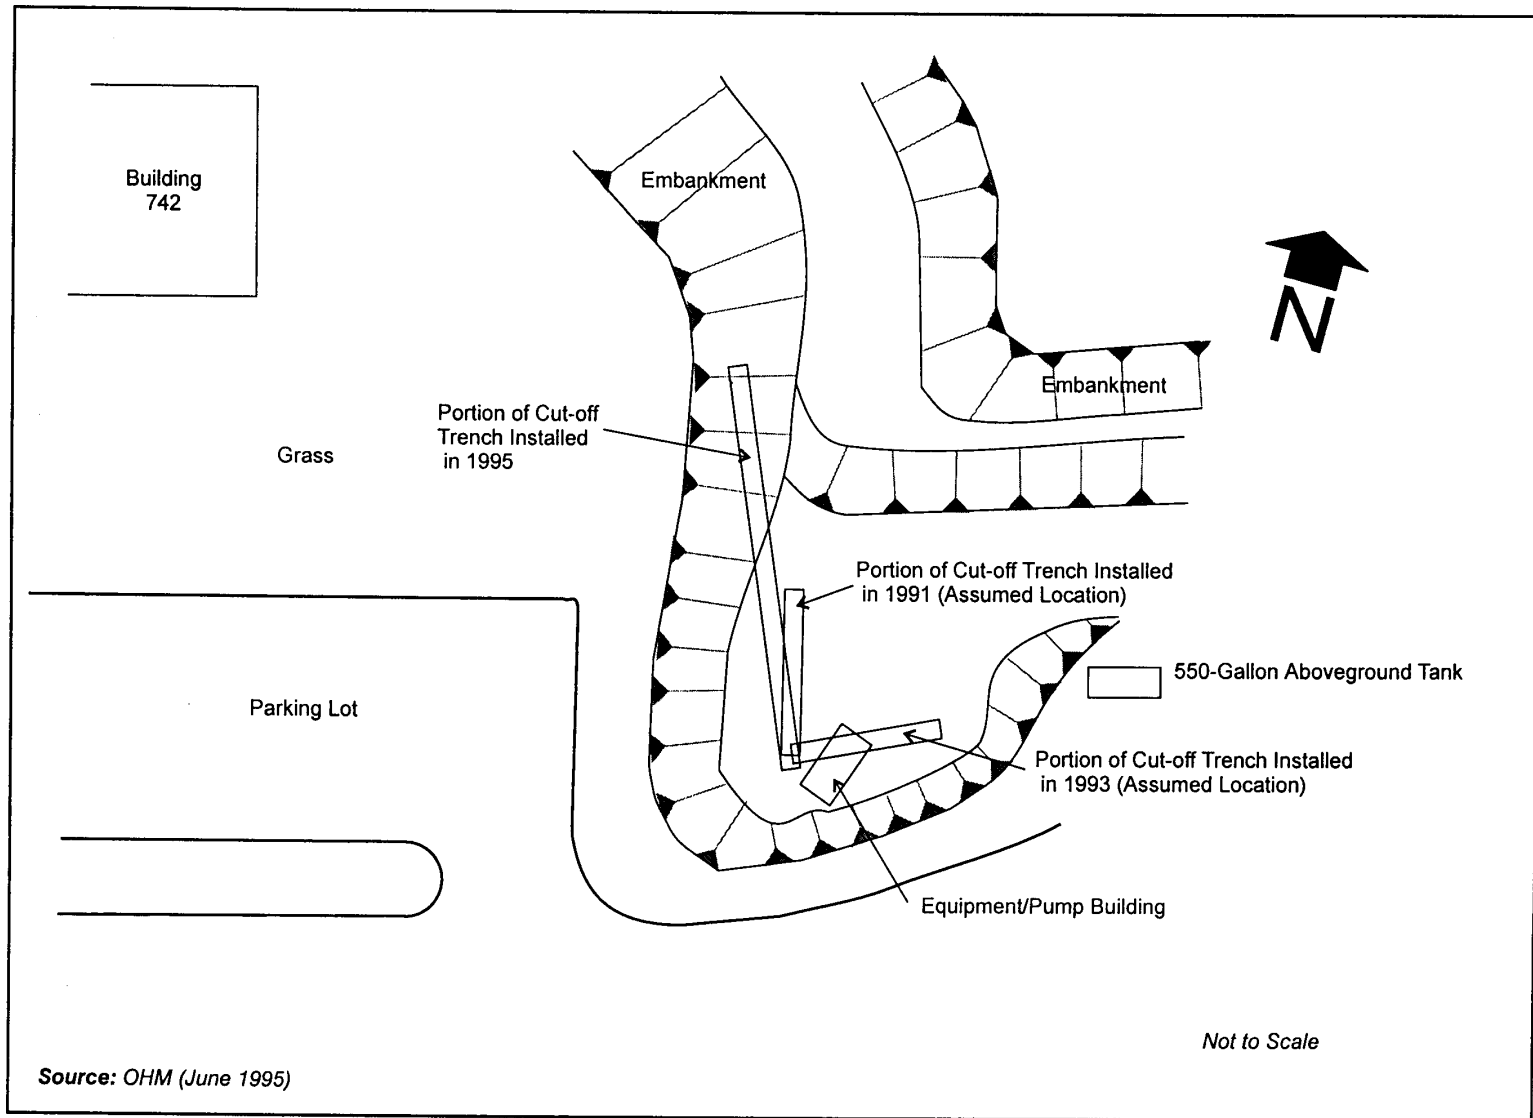 Building
742
Embankment
N
Embankment
Portion of Cut-off
Trench Installed
in 1995
Grass
Portion of Cut-off Trench Installed
in 1991 (Assumed Location)
550-Gallon Aboveground Tank
Parking Lot
Portion of Cut-off Trench Installed
in 1993 (Assumed Location)
Equipment/Pump Building
Not to Scale
Source: OHM (June 1995)